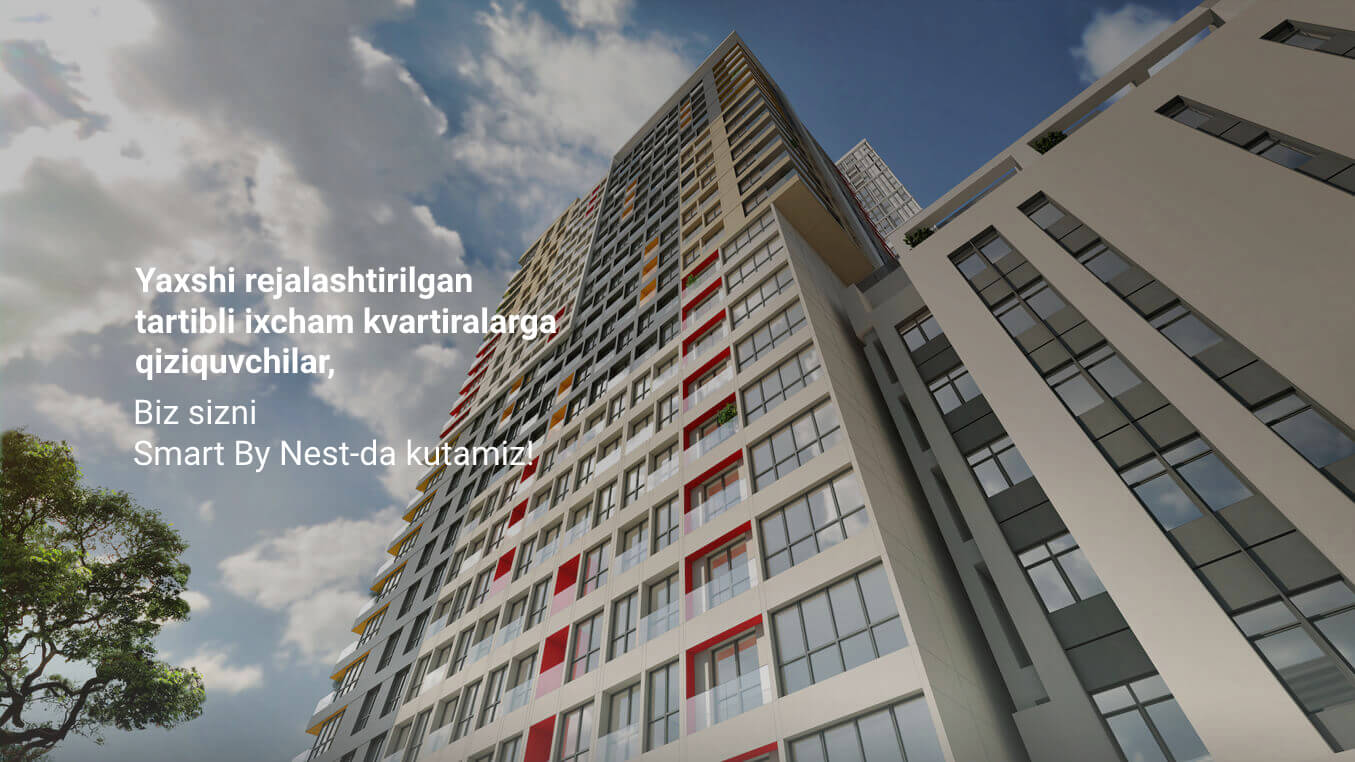 Yaxshi rejalashtirilgan
tartibli ixcham kvartiralarga
qiziquvchilar,
Biz sizni
Smart By Nest-da kutamiz!